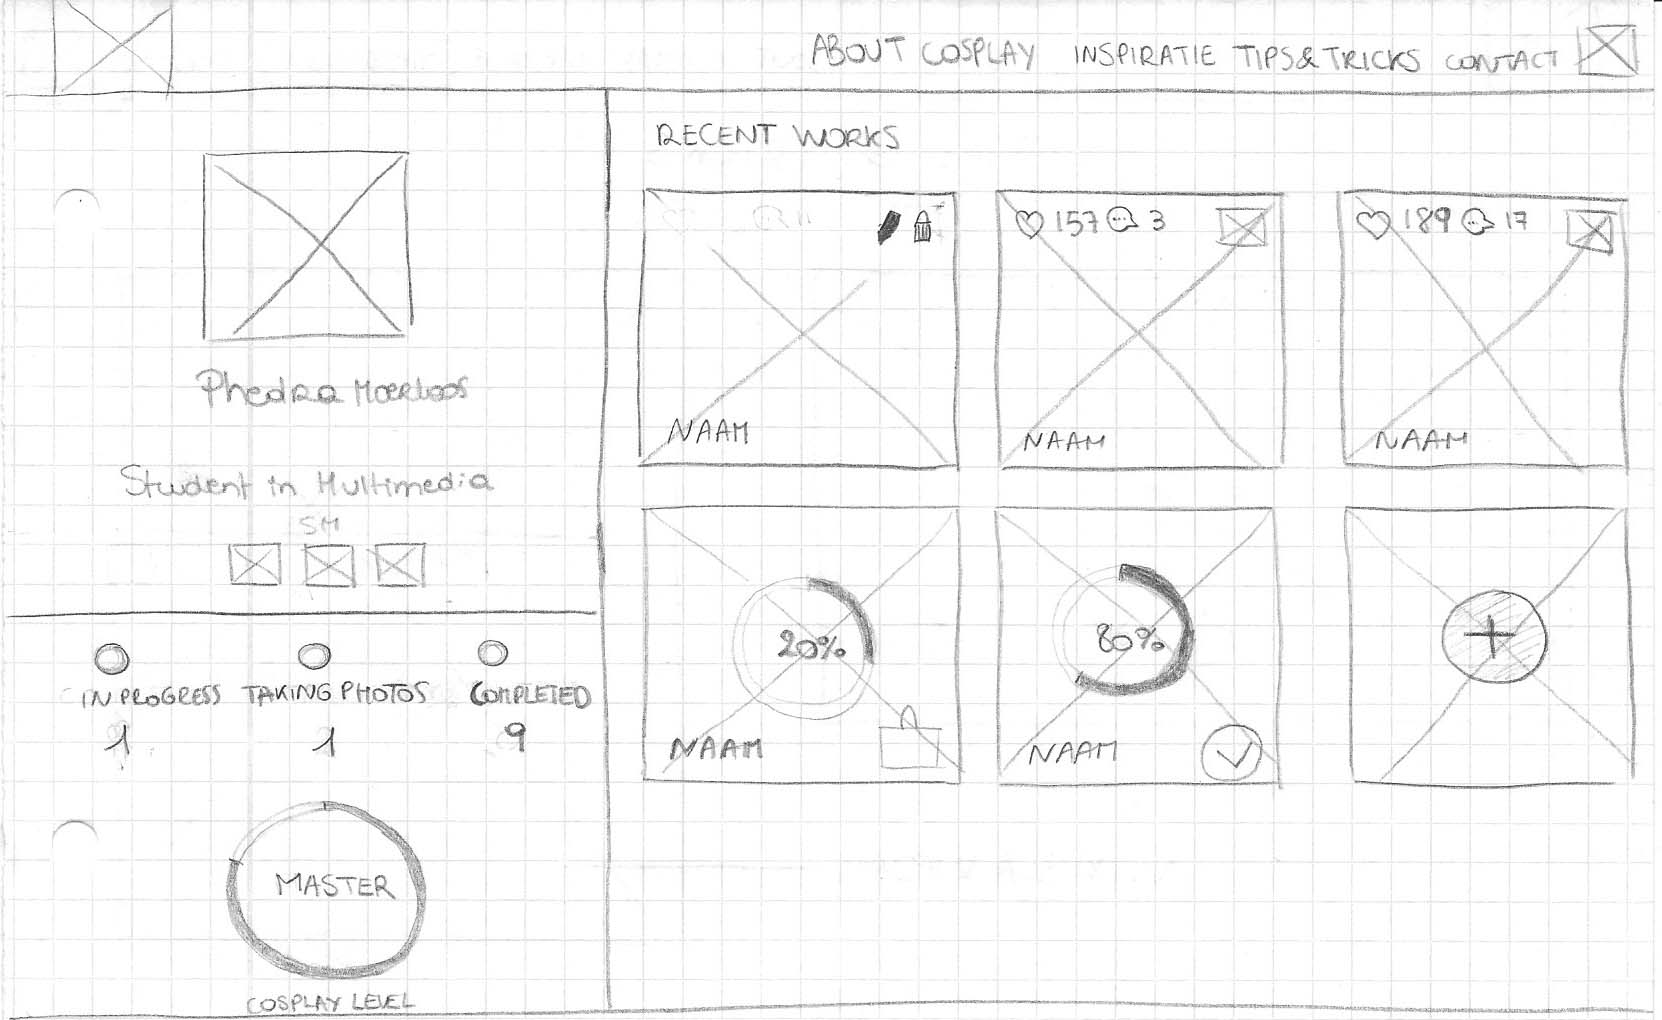 ABOUT COSPLAY INSPIRATIE TIPS&TRICKS CONTACT
RECENT WORKS
157 3
189 17
NAAM
NAAM
NAAM
20%
80%
+
NAAM
NAAM
Phedra Moerloos
Student in Multimedia
SM
IN PROGRESS TAKING PHOTOS COMPLETED
1 1 9
MASTER
COSPLAY LEVEL